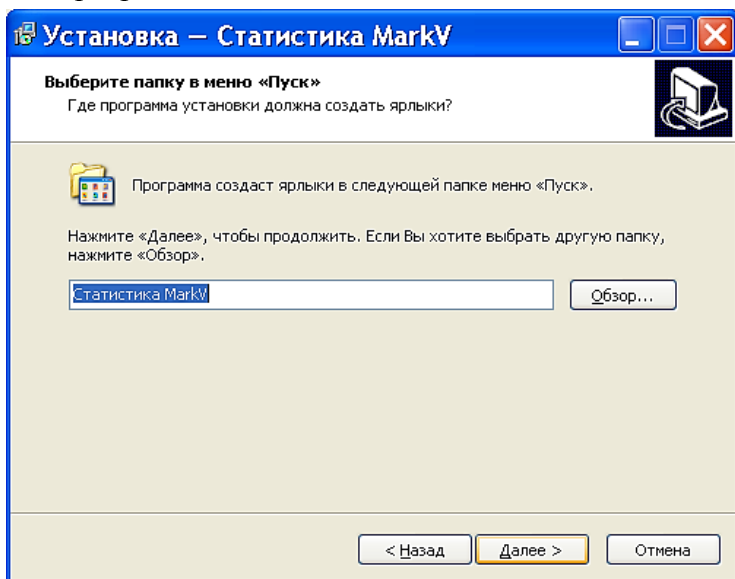 Установка — Статистика MarkV
Выберите папку в меню «Пуск»
Где программа установки должна создать ярлыки?
Программа создаст ярлыки в следующей папке меню «Пуск».
Нажмите «Далее», чтобы продолжить. Если Вы хотите выбрать другую папку,
нажмите «Обзор».
Статистика MarkV
Обзор...
< Назад
Далее >
Отмена